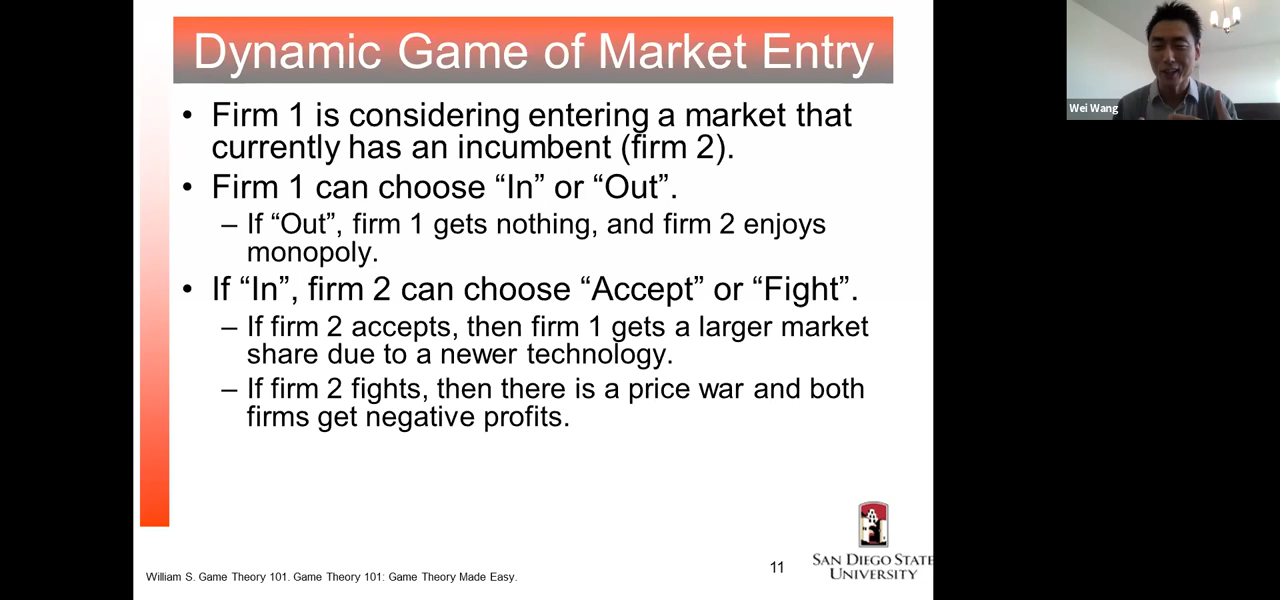 Dynamic Game of Market Entry
• Firm 1 is considering entering a market that
currently has an incumbent (firm 2).
• Firm 1 can choose “In” or “Out”.
– If “Out”, firm 1 gets nothing, and firm 2 enjoys
monopoly.
• If “In”, firm 2 can choose “Accept” or “Fight”.
– If firm 2 accepts, then firm 1 gets a larger market
share due to a newer technology.
– If firm 2 fights, then there is a price war and both
firms get negative profits.
William S. Game Theory 101. Game Theory 101: Game Theory Made Easy.
11
SAN DIEGO STATE
UNIVERSITY
Wei Wang